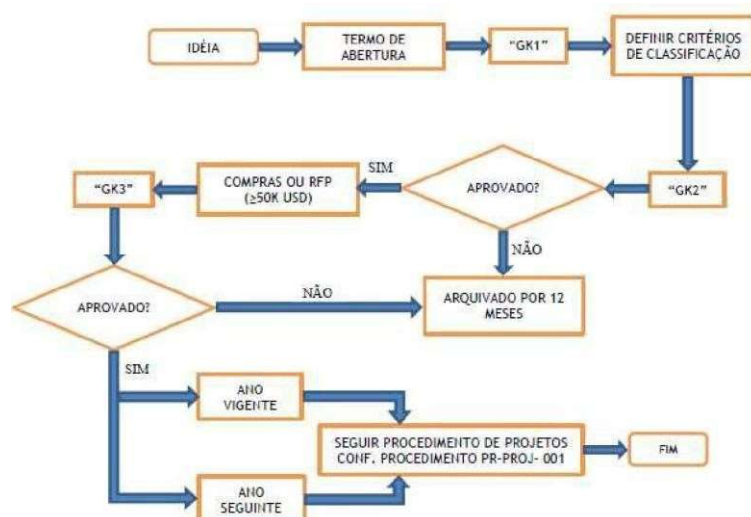 IDÉIA
TERMO DE
ABERTURA
"GK1"
DEFINIR CRITÉRIOS
DE CLASSIFICAÇÃO
"GK3"
COMPRAS OU RFP
(≥50K USD)
SIM
APROVADO?
"GK2"
NÃO
APROVADO?
NÃO
ARQUIVADO POR 12
MESES
SIM
ANO
VIGENTE
SEGUIR PROCEDIMENTO DE PROJETOS
CONF. PROCEDIMENTO PR-PROJ- 001
FIM
ANO
SEGUINTE